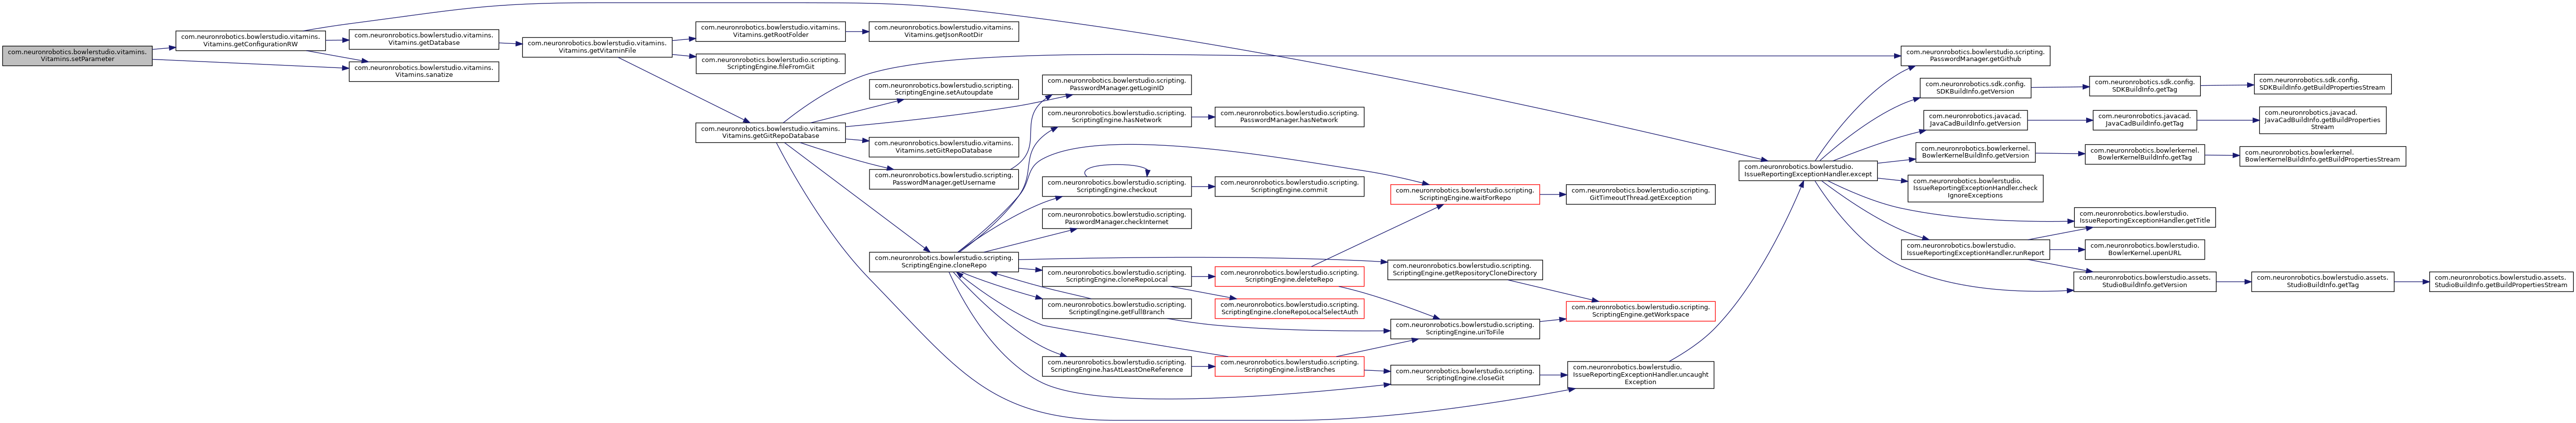 com.neuronrobotics.bowlerstudio.vitamins.
Vitamins.setParameter
com.neuronrobotics.bowlerstudio.vitamins.
Vitamins.getConfigurationRW
com.neuronrobotics.bowlerstudio.vitamins.
Vitamins.getDatabase
com.neuronrobotics.bowlerstudio.vitamins.
Vitamins.sanatize
com.neuronrobotics.bowlerstudio.vitamins.
Vitamins.getVitaminFile
com.neuronrobotics.bowlerstudio.vitamins.
Vitamins.getRootFolder
com.neuronrobotics.bowlerstudio.scripting.
ScriptingEngine.fileFromGit
com.neuronrobotics.bowlerstudio.vitamins.
Vitamins.getGitRepoDatabase
com.neuronrobotics.bowlerstudio.vitamins.
Vitamins.getJsonRootDir
com.neuronrobotics.bowlerstudio.scripting.
ScriptingEngine.setAutoupdate
com.neuronrobotics.bowlerstudio.vitamins.
Vitamins.setGitRepoDatabase
com.neuronrobotics.bowlerstudio.scripting.
PasswordManager.getUsername
com.neuronrobotics.bowlerstudio.scripting.
ScriptingEngine.cloneRepo
com.neuronrobotics.bowlerstudio.scripting.
PasswordManager.getLoginID
com.neuronrobotics.bowlerstudio.scripting.
ScriptingEngine.hasNetwork
com.neuronrobotics.bowlerstudio.scripting.
ScriptingEngine.checkout
com.neuronrobotics.bowlerstudio.scripting.
PasswordManager.checkInternet
com.neuronrobotics.bowlerstudio.scripting.
ScriptingEngine.cloneRepoLocal
com.neuronrobotics.bowlerstudio.scripting.
ScriptingEngine.getFullBranch
com.neuronrobotics.bowlerstudio.scripting.
ScriptingEngine.hasAtLeastOneReference
com.neuronrobotics.bowlerstudio.scripting.
PasswordManager.hasNetwork
com.neuronrobotics.bowlerstudio.scripting.
ScriptingEngine.commit
com.neuronrobotics.bowlerstudio.scripting.
ScriptingEngine.deleteRepo
com.neuronrobotics.bowlerstudio.scripting.
ScriptingEngine.cloneRepoLocalSelectAuth
com.neuronrobotics.bowlerstudio.scripting.
ScriptingEngine.listBranches
com.neuronrobotics.bowlerstudio.scripting.
ScriptingEngine.waitForRepo
com.neuronrobotics.bowlerstudio.scripting.
ScriptingEngine.getRepositoryCloneDirectory
com.neuronrobotics.bowlerstudio.scripting.
ScriptingEngine.uriToFile
com.neuronrobotics.bowlerstudio.scripting.
ScriptingEngine.closeGit
com.neuronrobotics.bowlerstudio.scripting.
GitTimeoutThread.getException
com.neuronrobotics.bowlerstudio.scripting.
ScriptingEngine.getWorkspace
com.neuronrobotics.bowlerstudio.
IssueReportingExceptionHandler.uncaught
Exception
com.neuronrobotics.bowlerstudio.
IssueReportingExceptionHandler.except
com.neuronrobotics.bowlerstudio.scripting.
PasswordManager.getGithub
com.neuronrobotics.sdk.config.
SDKBuildInfo.getVersion
com.neuronrobotics.javacad.
JavaCadBuildInfo.getVersion
com.neuronrobotics.bowlerkernel.
BowlerKernelBuildInfo.getVersion
com.neuronrobotics.bowlerstudio.
IssueReportingExceptionHandler.check
IgnoreExceptions
com.neuronrobotics.bowlerstudio.
IssueReportingExceptionHandler.runReport
com.neuronrobotics.sdk.config.
SDKBuildInfo.getTag
com.neuronrobotics.javacad.
JavaCadBuildInfo.getTag
com.neuronrobotics.bowlerkernel.
BowlerKernelBuildInfo.getTag
com.neuronrobotics.bowlerstudio.
IssueReportingExceptionHandler.getTitle
com.neuronrobotics.bowlerstudio.
BowlerKernel.upenURL
com.neuronrobotics.bowlerstudio.assets.
StudioBuildInfo.getVersion
com.neuronrobotics.sdk.config.
SDKBuildInfo.getBuildPropertiesStream
com.neuronrobotics.javacad.
JavaCadBuildInfo.getBuildProperties
Stream
com.neuronrobotics.bowlerkernel.
BowlerKernelBuildInfo.getBuildPropertiesStream
com.neuronrobotics.bowlerstudio.assets.
StudioBuildInfo.getTag
com.neuronrobotics.bowlerstudio.assets.
StudioBuildInfo.getBuildPropertiesStream